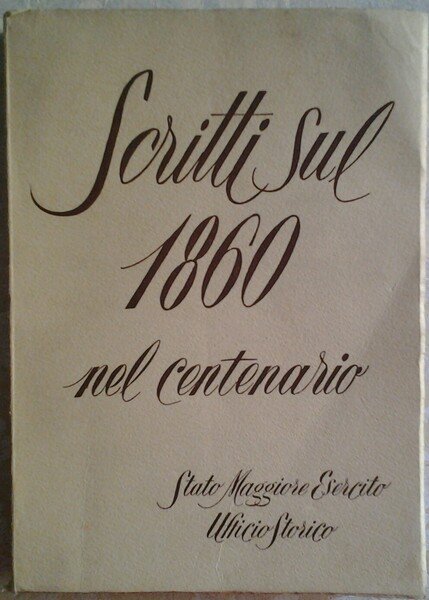 Scritti sul
1860
nel centenario
Stato Maggiore Esercito
Ufficio Storico